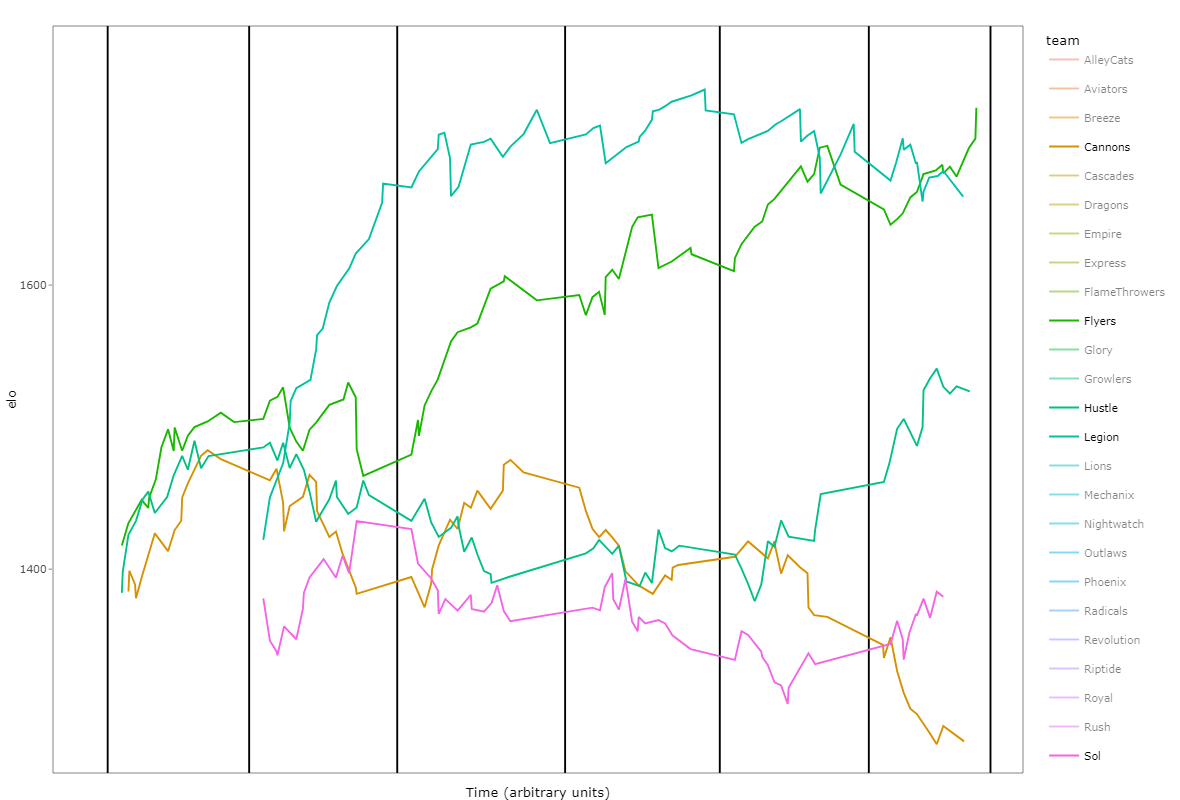 team
AlleyCats
Aviators
Breeze
Cannons
Cascades
Dragons
Empire
Express
FlameThrowers
Flyers
Glory
Growlers
Hustle
Legion
Lions
Mechanix
Nightwatch
Outlaws
Phoenix
Radicals
Revolution
Riptide
Royal
Rush
Sol
1600
1400
elo
Time (arbitrary units)